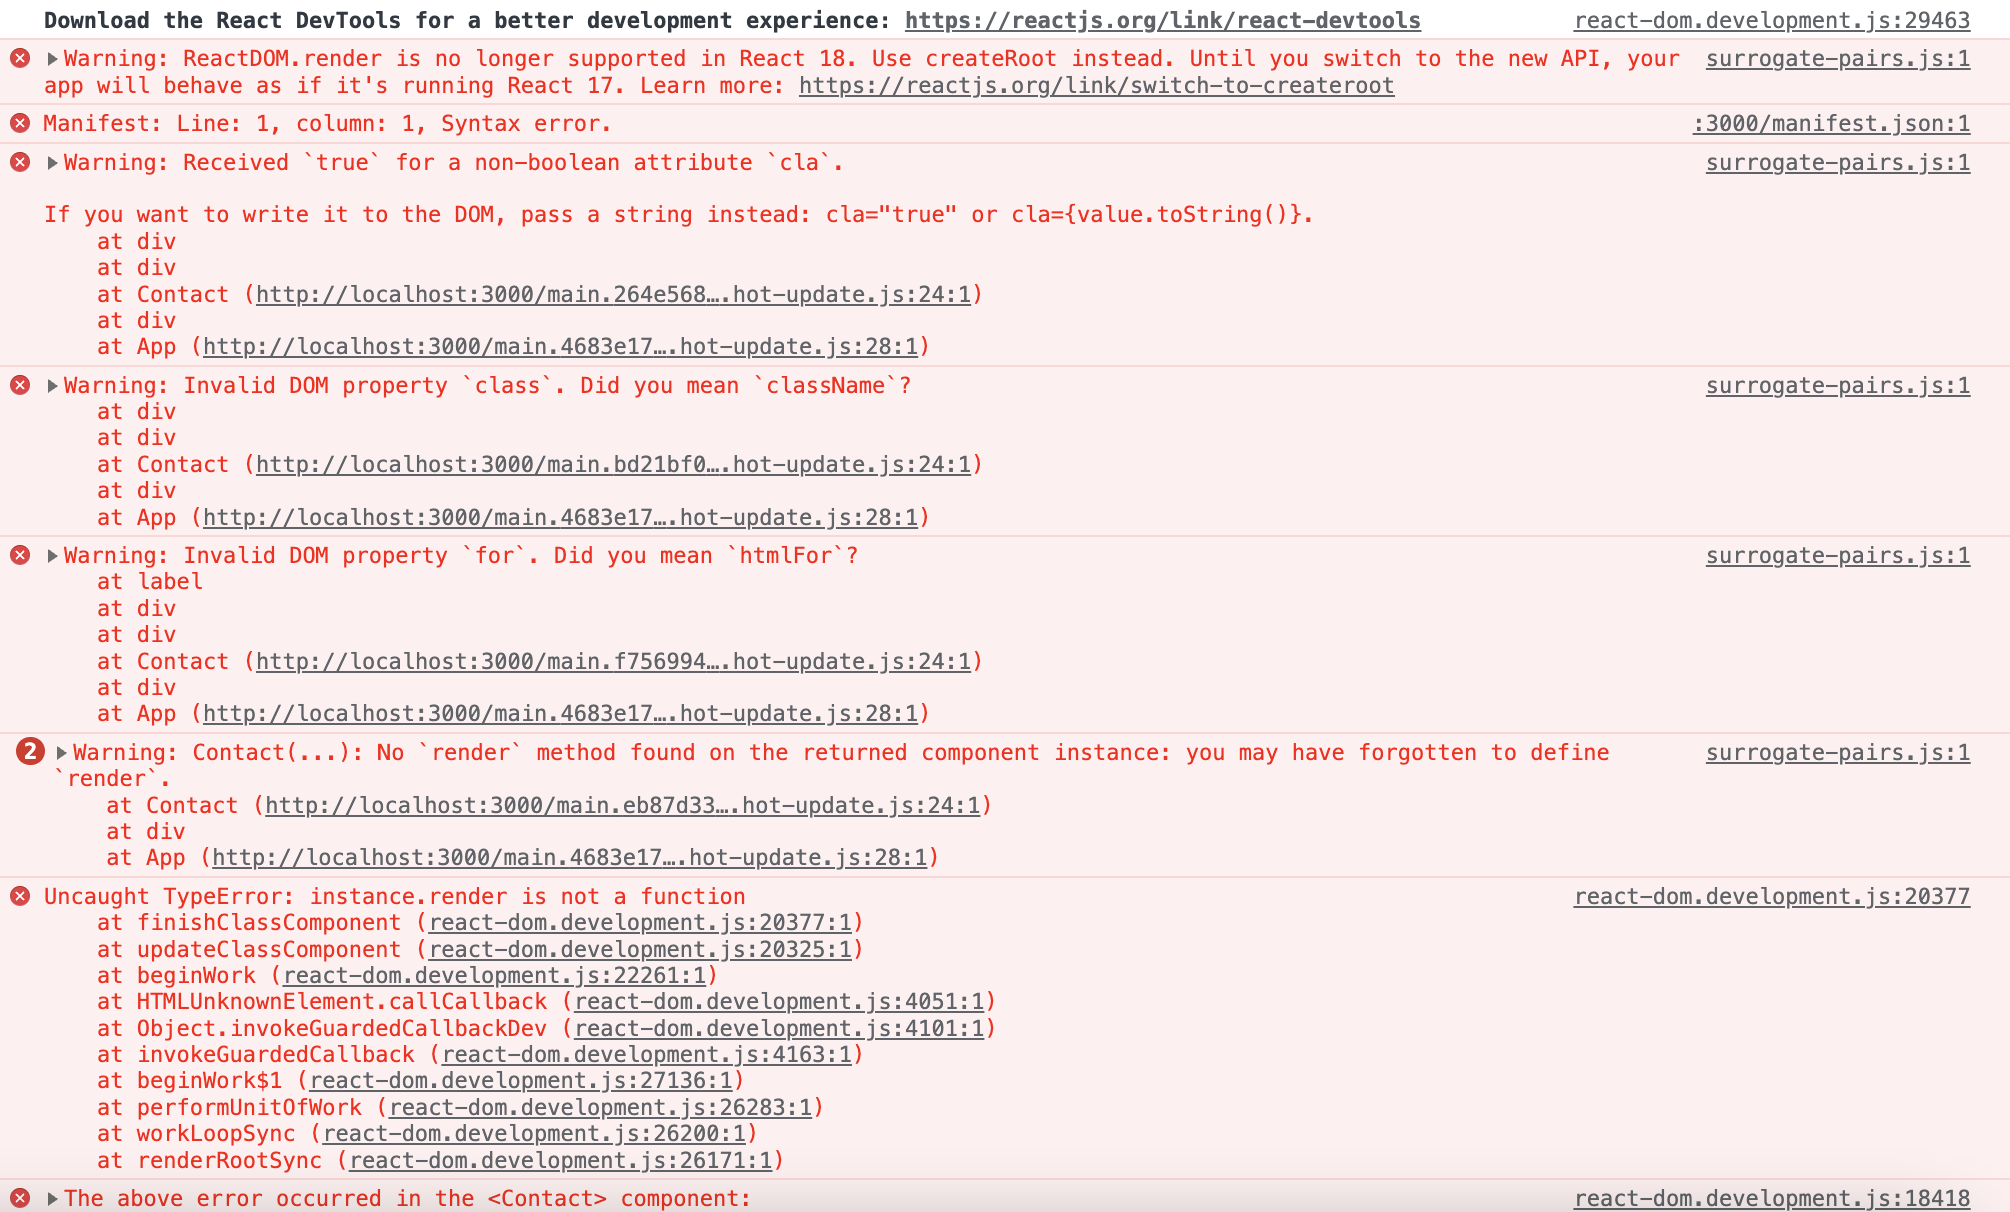 Download the React DevTools for a better development experience: https://reactjs.org/link/react-devtools react-dom.development.js:29463
Warning: ReactDOM.render is no longer supported in React 18. Use createRoot instead. Until you switch to the new API, your surrogate-pairs.js:1
app will behave as if it's running React 17. Learn more: https://reactjs.org/link/switch-to-createroot
Manifest: Line: 1, column: 1, Syntax error. :3000/manifest.json:1
Warning: Received `true` for a non-boolean attribute `cla`. surrogate-pairs.js:1
If you want to write it to the DOM, pass a string instead: cla="true" or cla={value.toString()}.
at div
at div
at Contact (http://localhost:3000/main.264e568….hot-update.js:24:1)
at div
at App (http://localhost:3000/main.4683e17….hot-update.js:28:1)
Warning: Invalid DOM property `class`. Did you mean `className`? surrogate-pairs.js:1
at div
at div
at Contact (http://localhost:3000/main.bd21bf0….hot-update.js:24:1)
at div
at App (http://localhost:3000/main.4683e17….hot-update.js:28:1)
Warning: Invalid DOM property `for`. Did you mean `htmlFor`? surrogate-pairs.js:1
at label
at div
at div
at Contact (http://localhost:3000/main.f756994….hot-update.js:24:1)
at div
at App (http://localhost:3000/main.4683e17….hot-update.js:28:1)
2 Warning: Contact(...): No `render` method found on the returned component instance: you may have forgotten to define surrogate-pairs.js:1
`render`.
at Contact (http://localhost:3000/main.eb87d33….hot-update.js:24:1)
at div
at App (http://localhost:3000/main.4683e17….hot-update.js:28:1)
Uncaught TypeError: instance.render is not a function react-dom.development.js:20377
at finishClassComponent (react-dom.development.js:20377:1)
at updateClassComponent (react-dom.development.js:20325:1)
at beginWork (react-dom.development.js:22261:1)
at HTMLUnknownElement.callCallback (react-dom.development.js:4051:1)
at Object.invokeGuardedCallbackDev (react-dom.development.js:4101:1)
at invokeGuardedCallback (react-dom.development.js:4163:1)
at beginWork$1 (react-dom.development.js:27136:1)
at performUnitOfWork (react-dom.development.js:26283:1)
at workLoopSync (react-dom.development.js:26200:1)
at renderRootSync (react-dom.development.js:26171:1)
The above error occurred in the <Contact> component: react-dom.development.js:18418